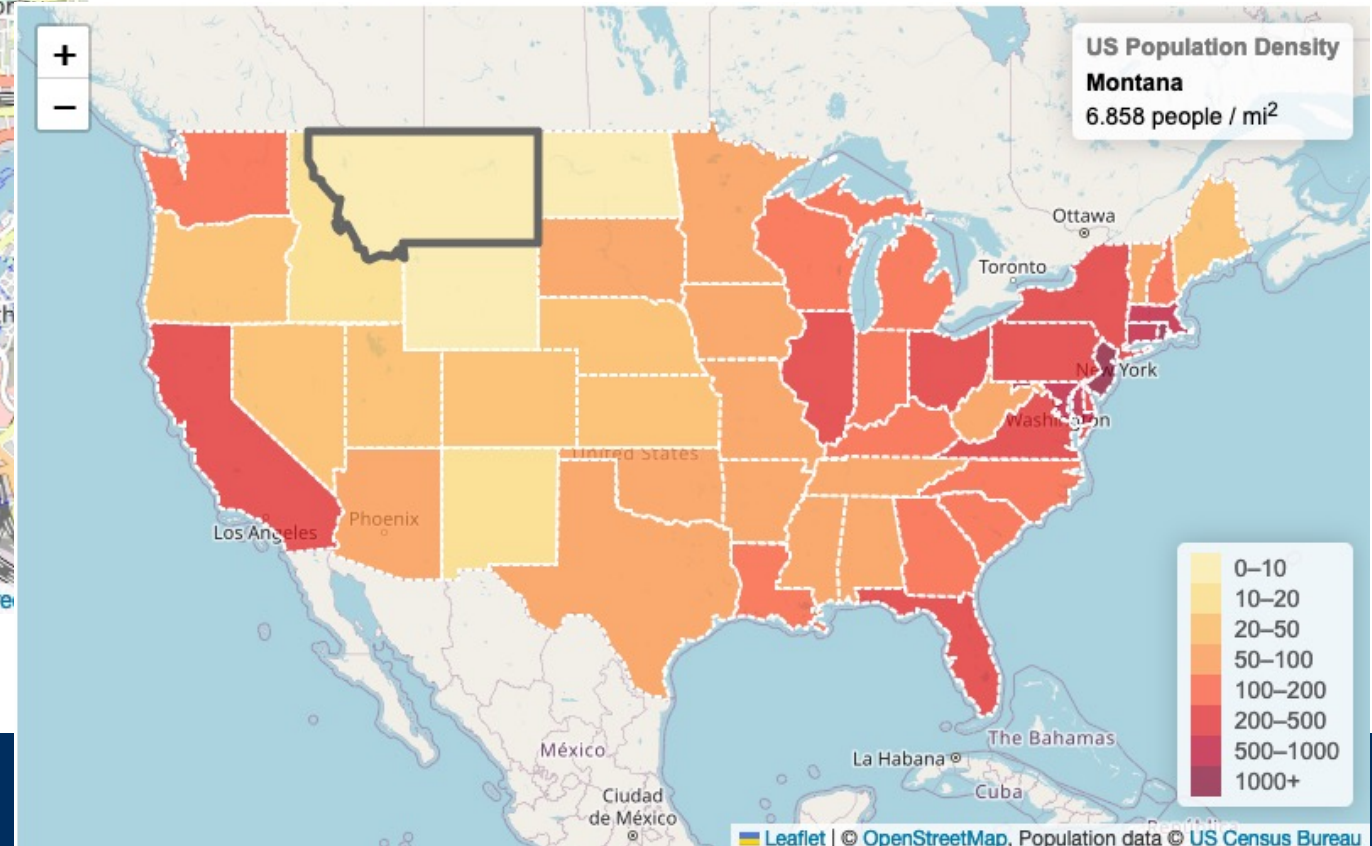 +
−
US Population Density
Montana
6.858 people / mi²
Ottawa
Toronto
New York
Washington
United States
Los Angeles
Phoenix
0–10
10–20
20–50
50–100
100–200
200–500
500–1000
1000+
México
La Habana
The Bahamas
Cuba
Ciudad
de México
Leaflet | © OpenStreetMap, Population data © US Census Bureau